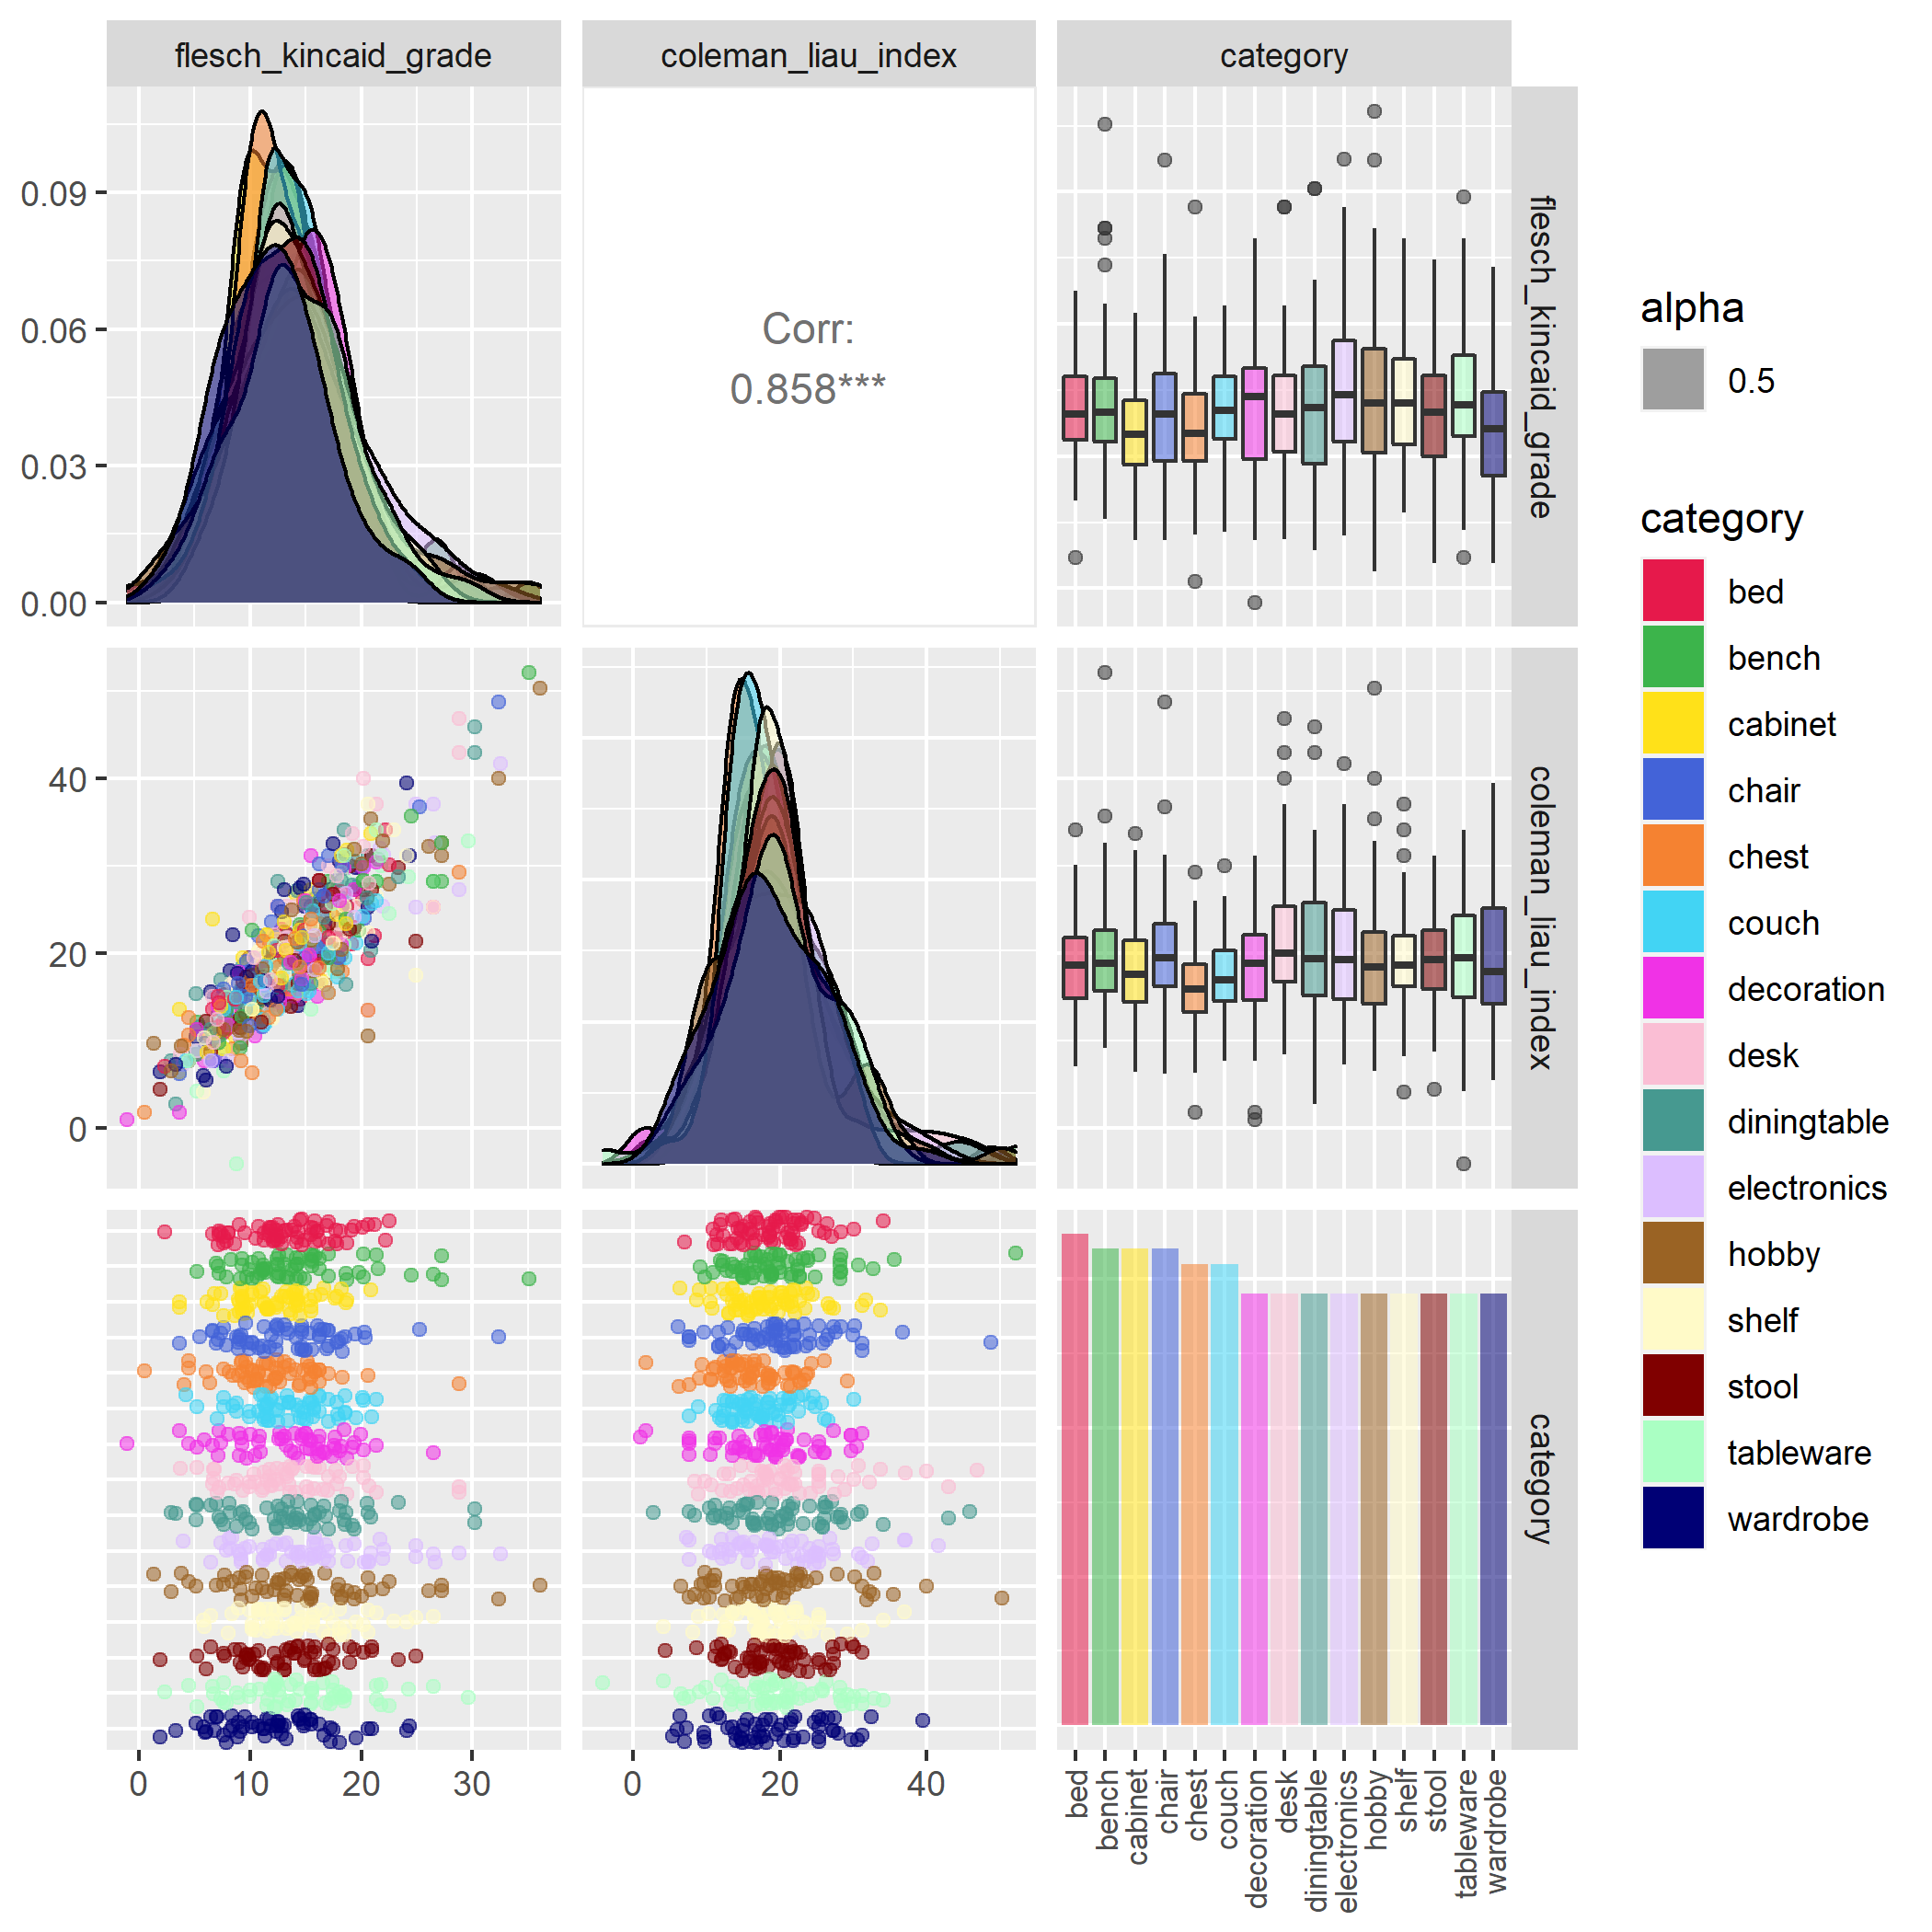 flesch_kincaid_grade
coleman_liau_index
category
0.09
0.06
0.03
0.00
Corr:
0.858***
flesch_kincaid_grade
40
20
0
coleman_liau_index
category
0
10
20
30
0
20
40
bed
bench
cabinet
chair
chest
couch
decoration
desk
diningtable
electronics
hobby
shelf
stool
tableware
wardrobe
alpha
0.5
category
bed
bench
cabinet
chair
chest
couch
decoration
desk
diningtable
electronics
hobby
shelf
stool
tableware
wardrobe